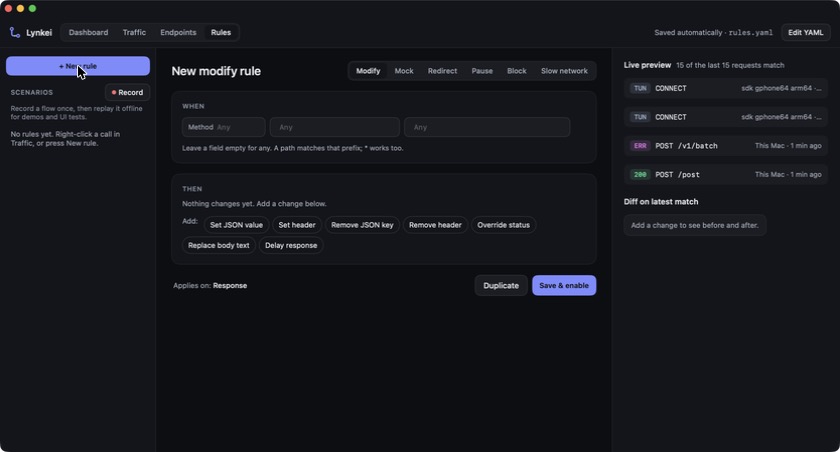 Lynkei
Dashboard
Traffic
Endpoints
Rules
Saved automatically · rules.yaml
Edit YAML
+ New rule
SCENARIOS
Record
Record a flow once, then replay it offline
for demos and UI tests.
No rules yet. Right-click a call in
Traffic, or press New rule.
New modify rule
Modify
Mock
Redirect
Pause
Block
Slow network
WHEN
Method Any
Any
Any
Leave a field empty for any. A path matches that prefix; * works too.
THEN
Nothing changes yet. Add a change below.
Add:
Set JSON value
Set header
Remove JSON key
Remove header
Override status
Replace body text
Delay response
Applies on: Response
Duplicate
Save & enable
Live preview 15 of the last 15 requests match
TUN CONNECT sdk gphone64 arm64 ·...
TUN CONNECT sdk gphone64 arm64 ·...
ERR POST /v1/batch This Mac · 1 min ago
200 POST /post This Mac · 1 min ago
Diff on latest match
Add a change to see before and after.